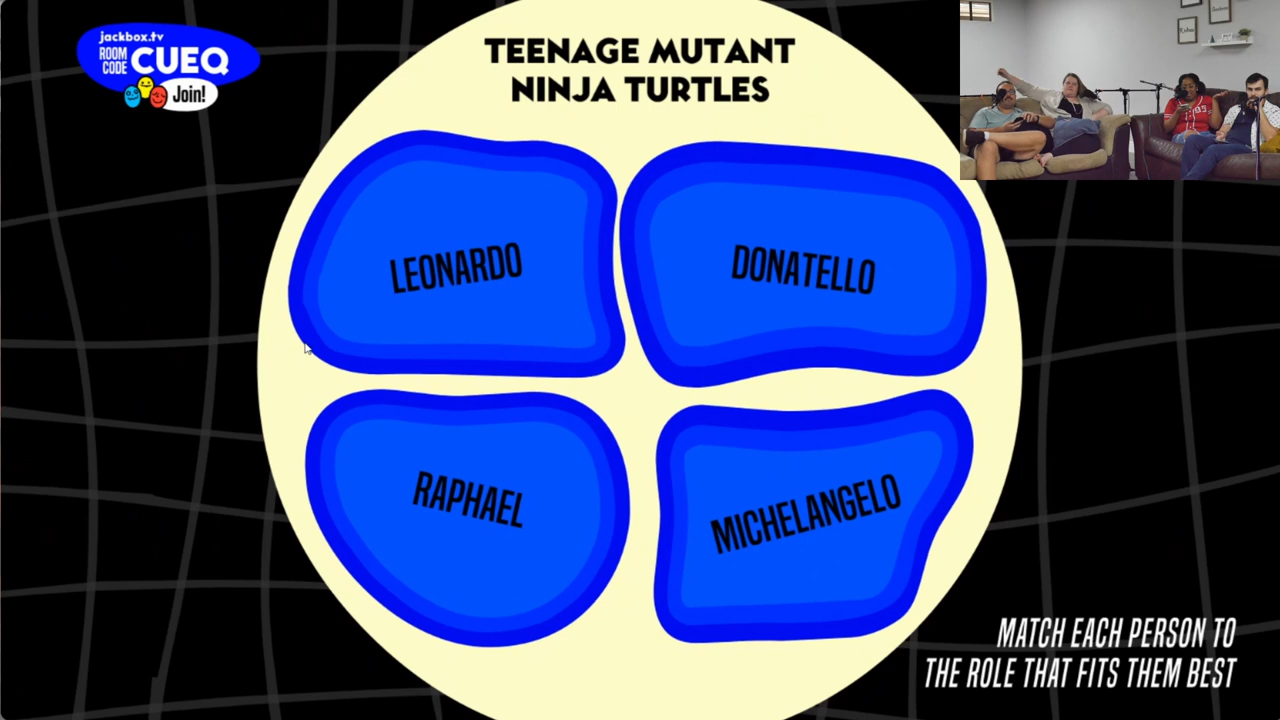 jackbox.tv
ROOM CODE CUEQ
Join!
TEENAGE MUTANT
NINJA TURTLES
LEONARDO
DONATELLO
RAPHAEL
MICHELANGELO
MATCH EACH PERSON TO
THE ROLE THAT FITS THEM BEST